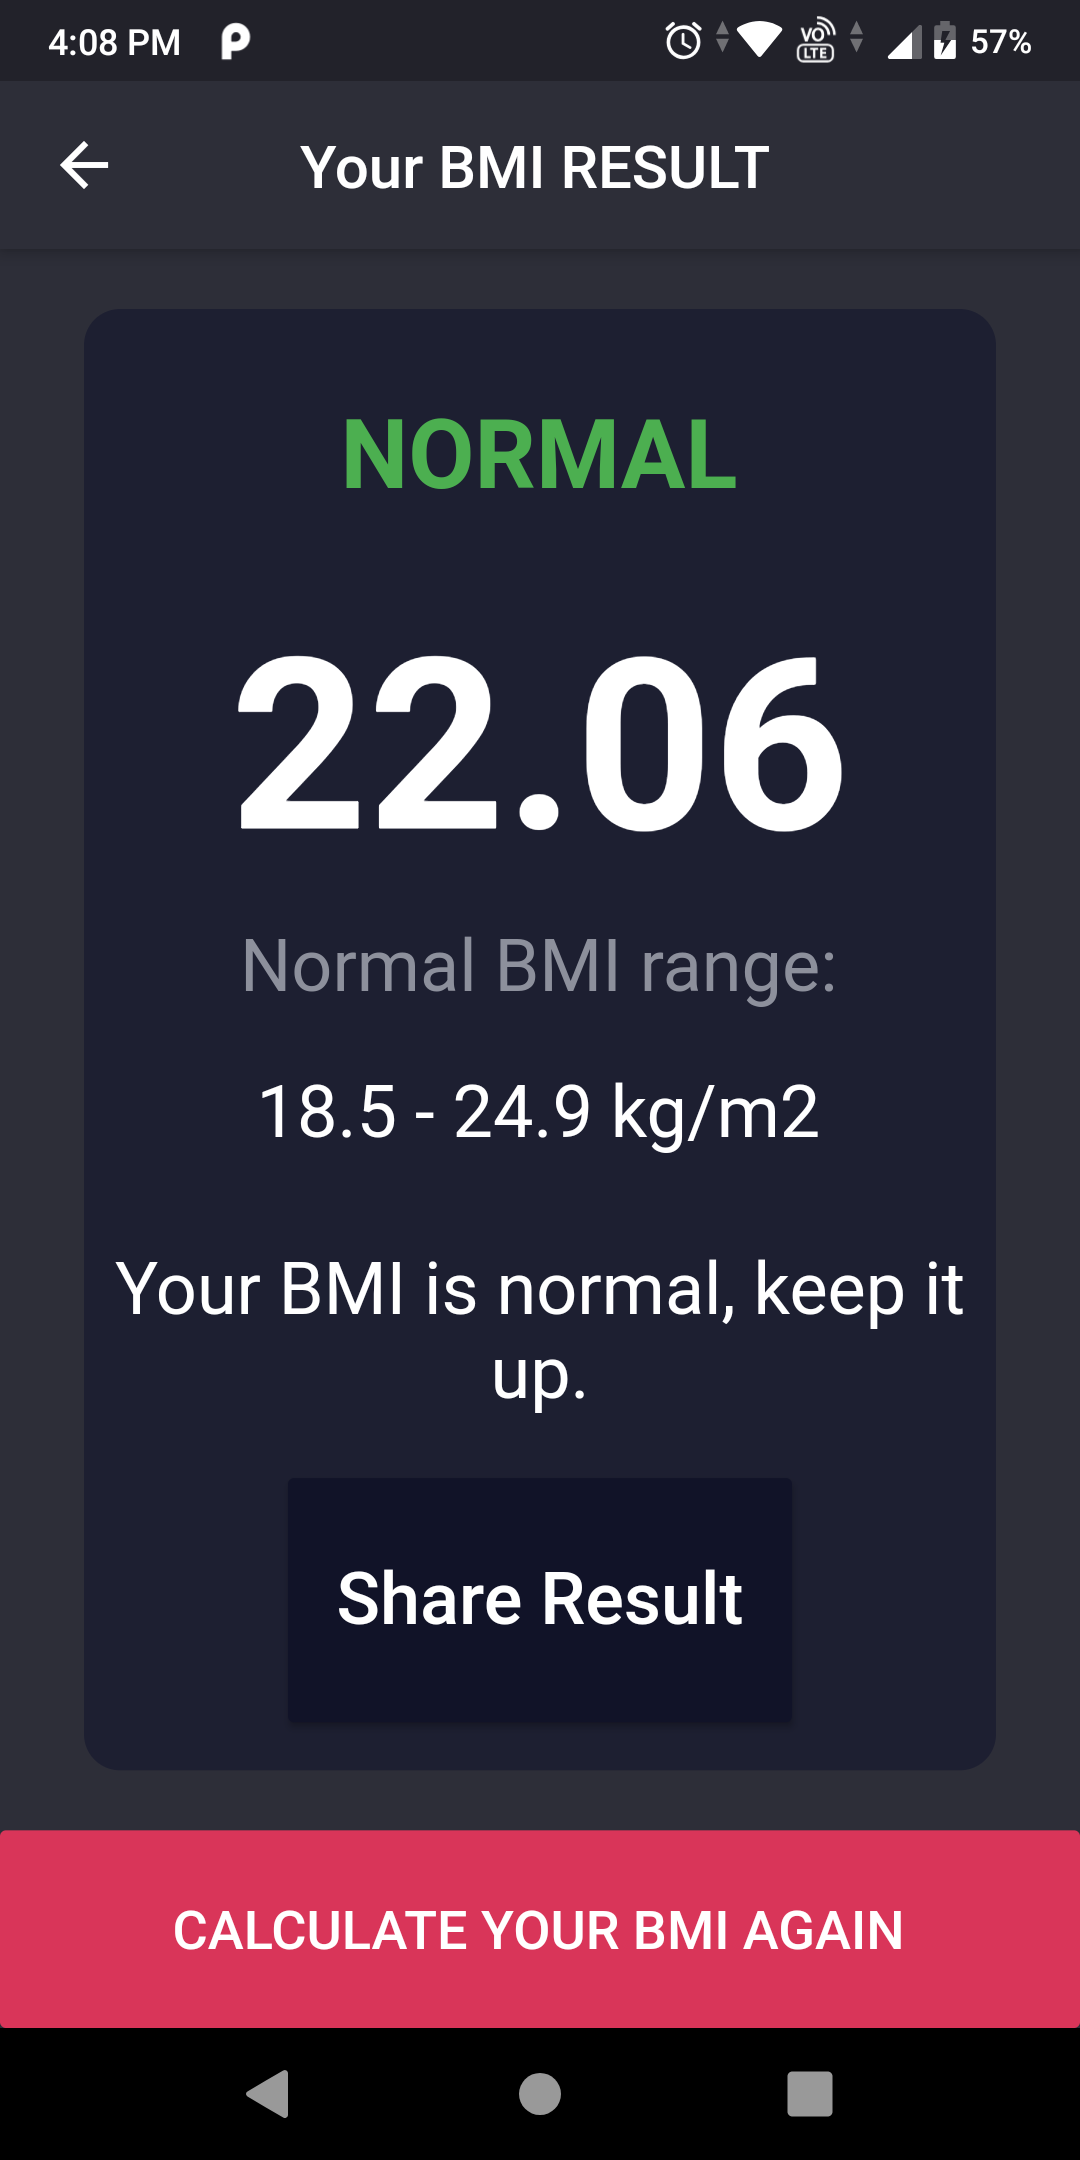 4:08 PM
VO
LTE
57%
Your BMI RESULT
NORMAL
22.06
Normal BMI range:
18.5 - 24.9 kg/m2
Your BMI is normal, keep it
up.
Share Result
CALCULATE YOUR BMI AGAIN